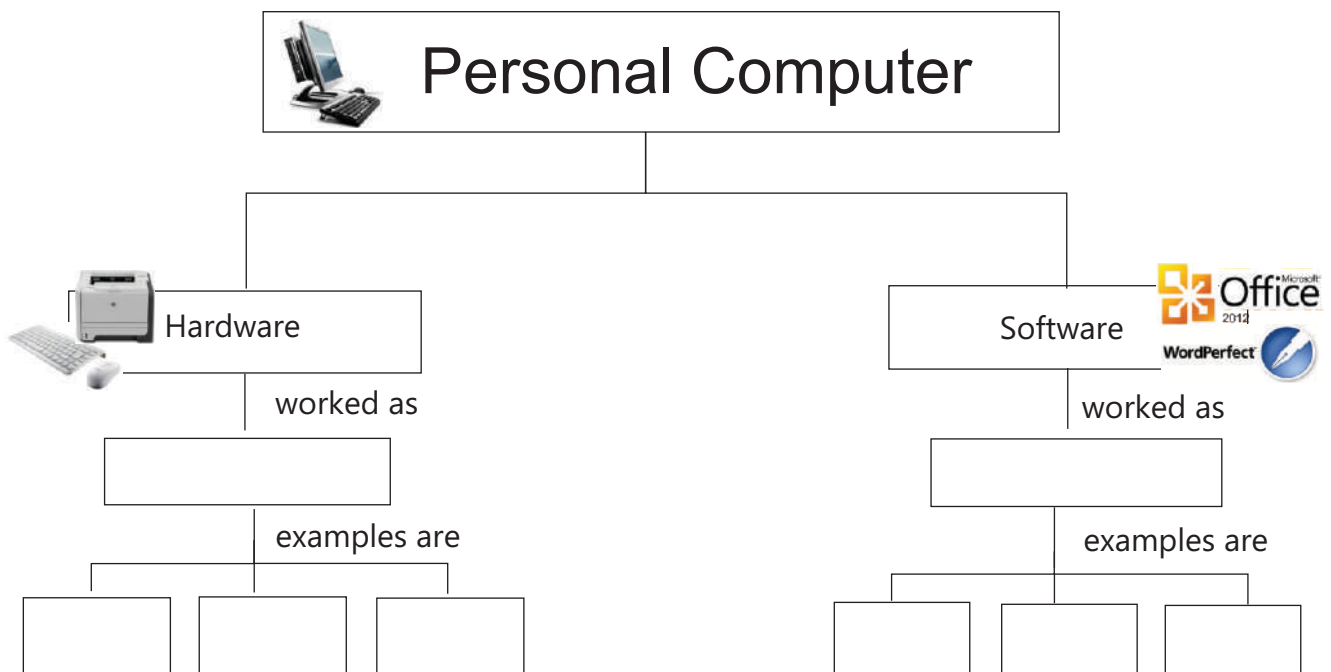 Personal Computer
Hardware
Software
Microsoft
Office
2012
WordPerfect
worked as
worked as
examples are
examples are